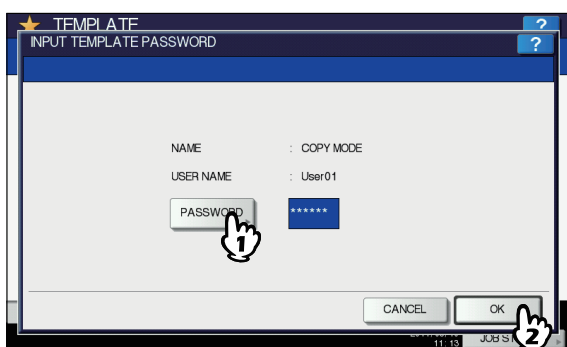 TEMPLATE ?
INPUT TEMPLATE PASSWORD ?
NAME : COPY MODE
USER NAME : User01
PASSWORD ******
1
CANCEL OK
2
11:13 JOB ST